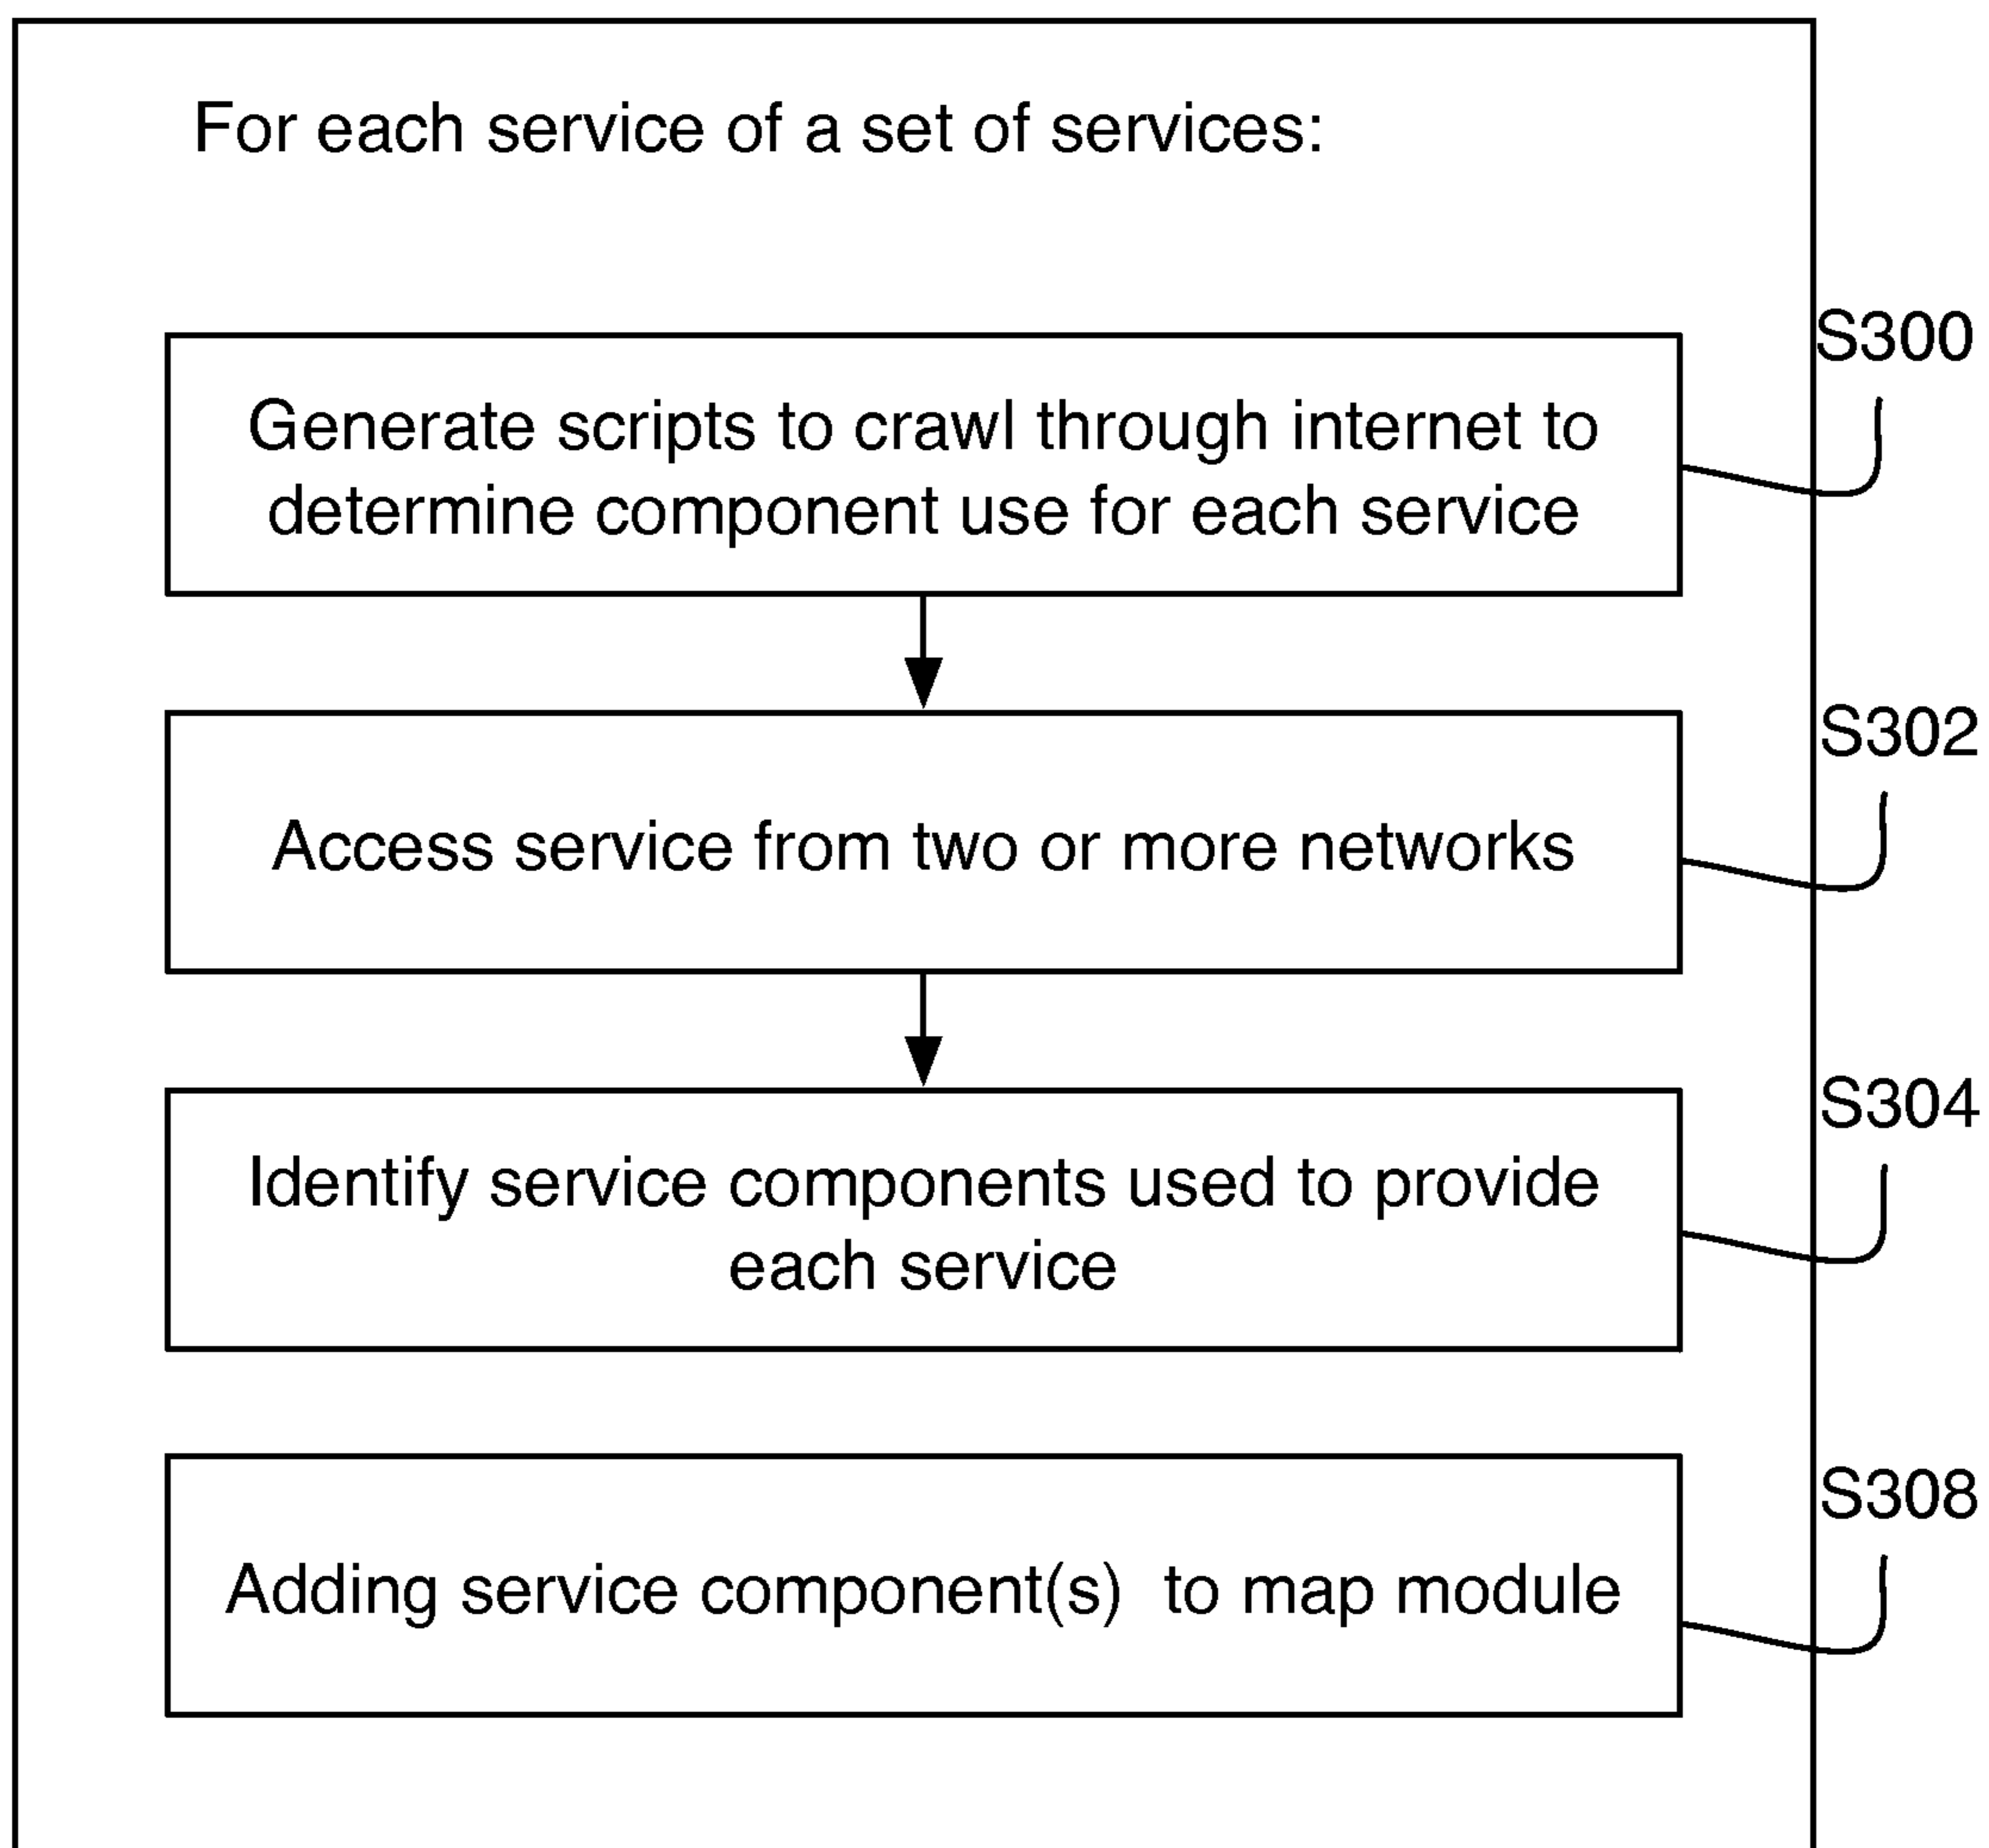 For each service of a set of services:
S300
Generate scripts to crawl through internet to
determine component use for each service
S302
Access service from two or more networks
S304
Identify service components used to provide
each service
S308
Adding service component(s) to map module